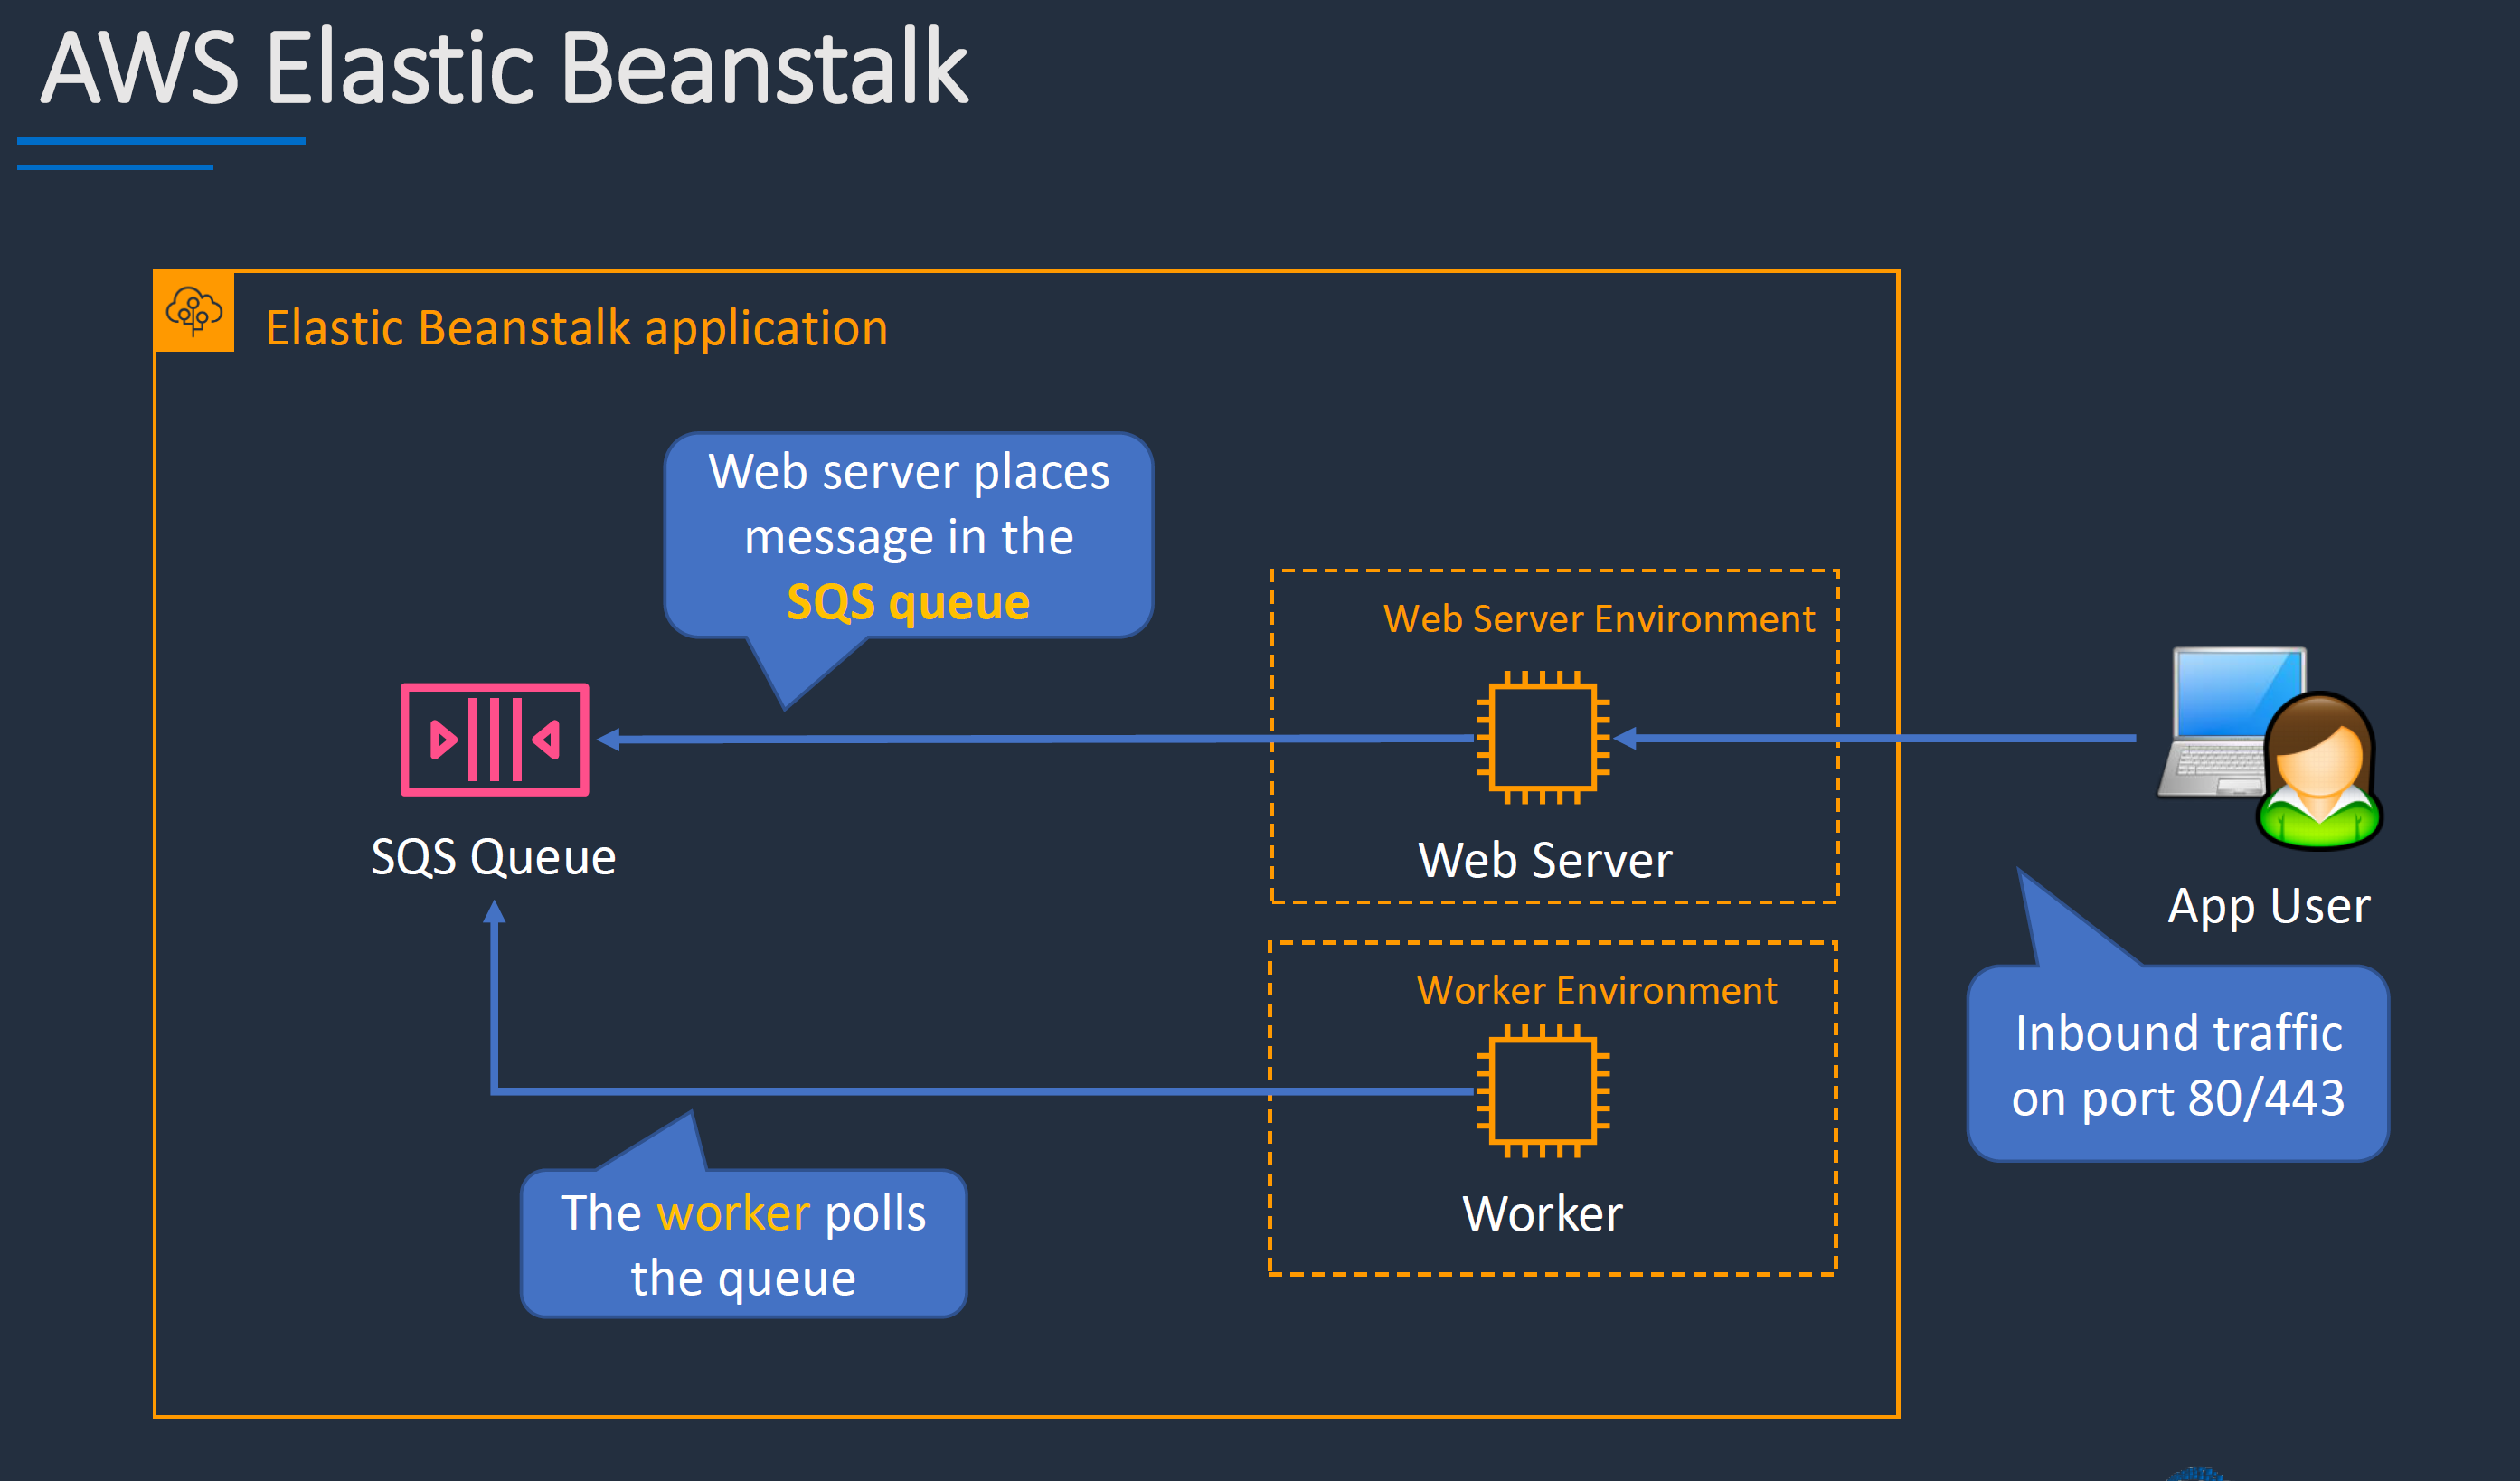 AWS Elastic Beanstalk
Elastic Beanstalk application
Web server places
message in the
SQS queue
Web Server Environment
SQS Queue
Web Server
App User
Worker Environment
Inbound traffic
on port 80/443
The worker polls
the queue
Worker